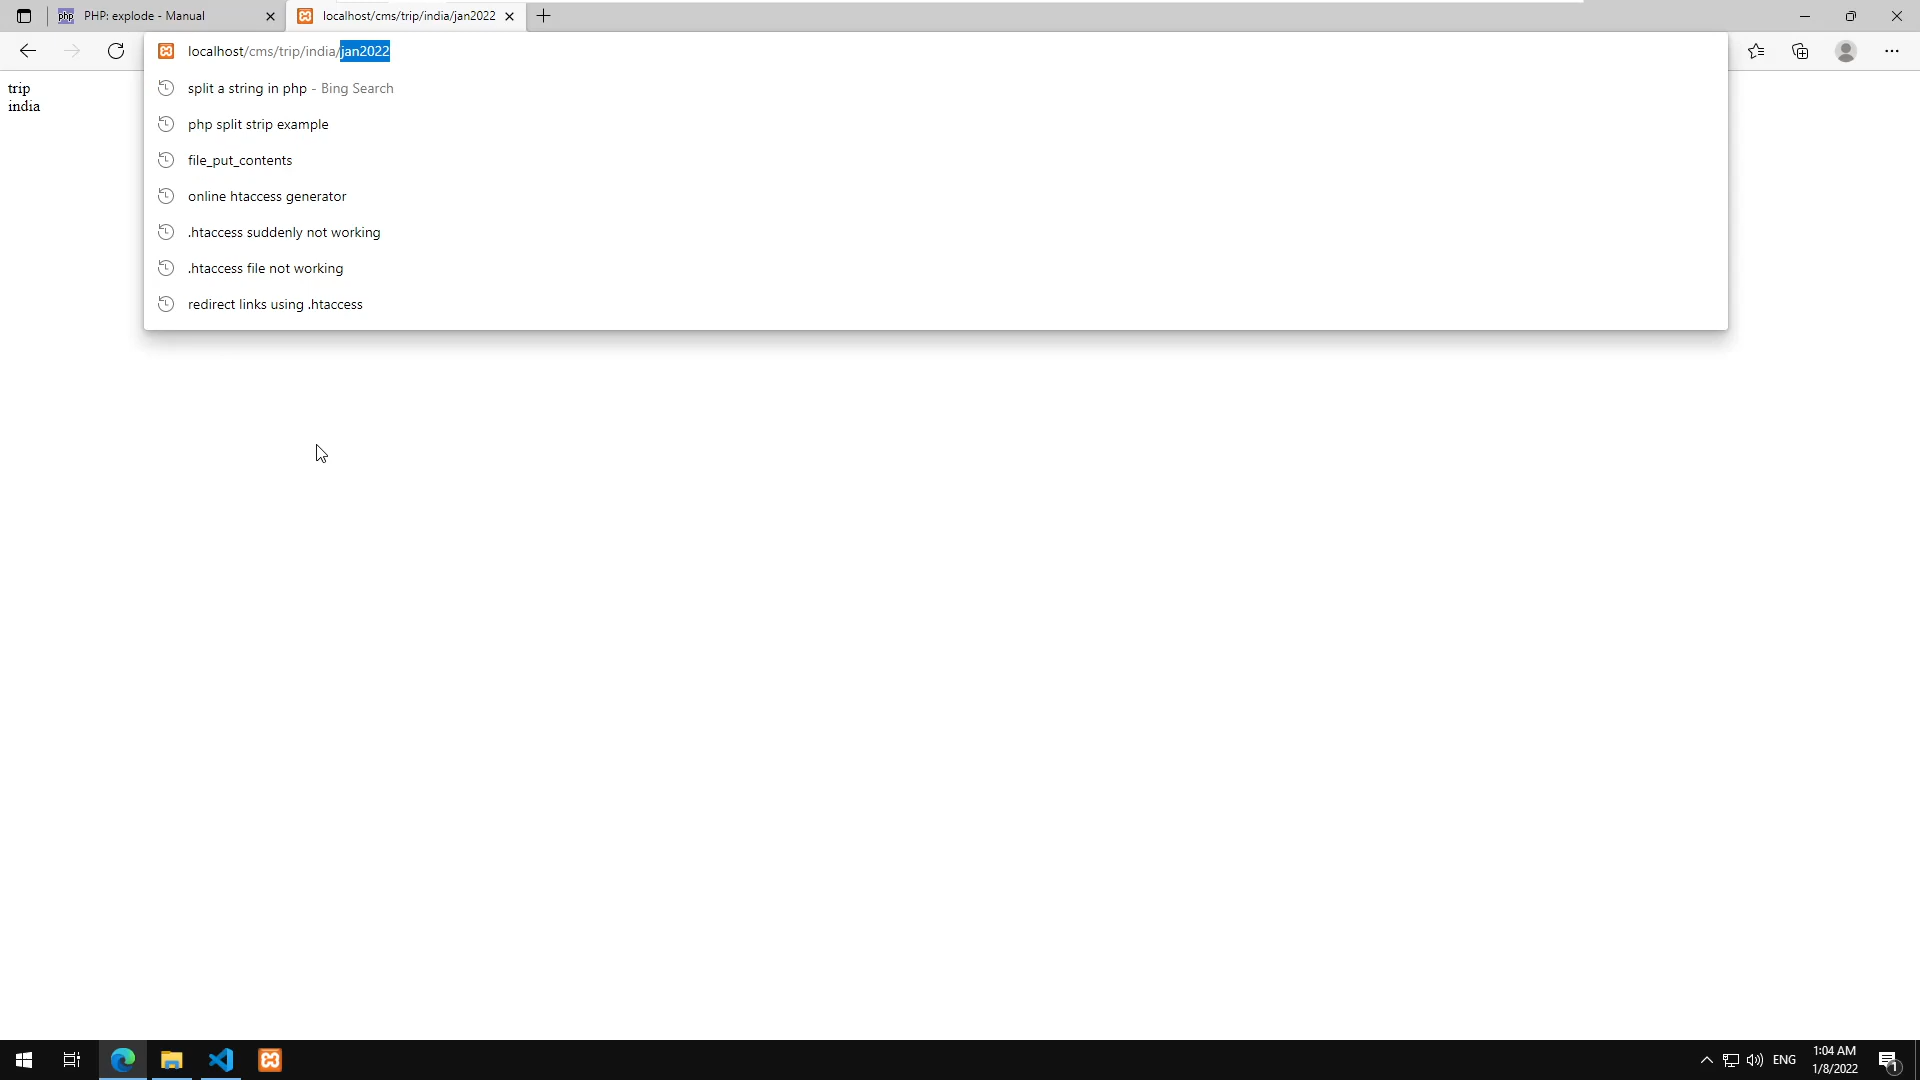 php PHP: explode - Manual
localhost/cms/trip/india/jan2022
localhost/cms/trip/india/jan2022
split a string in php - Bing Search
php split strip example
file_put_contents
online htaccess generator
.htaccess suddenly not working
.htaccess file not working
redirect links using .htaccess
trip
india
ENG
1:04 AM
1/8/2022
1